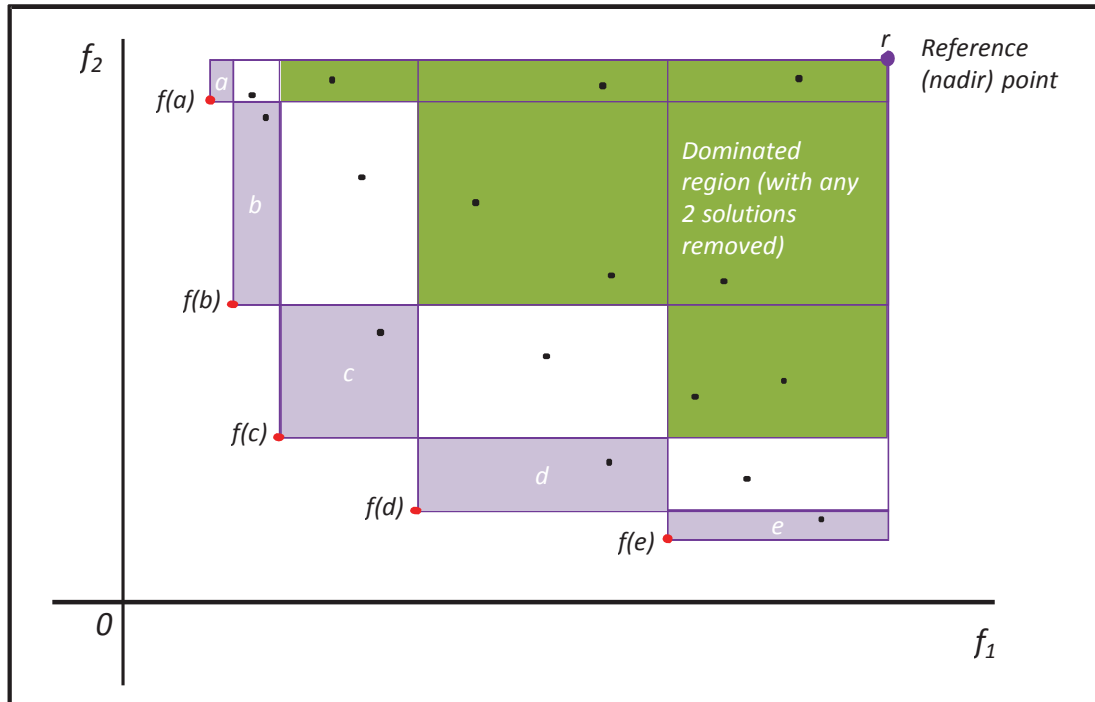 f2
r
Reference
(nadir) point
a
f(a)
b
Dominated
region (with any
2 solutions
removed)
f(b)
c
f(c)
d
f(d)
e
f(e)
0
f1